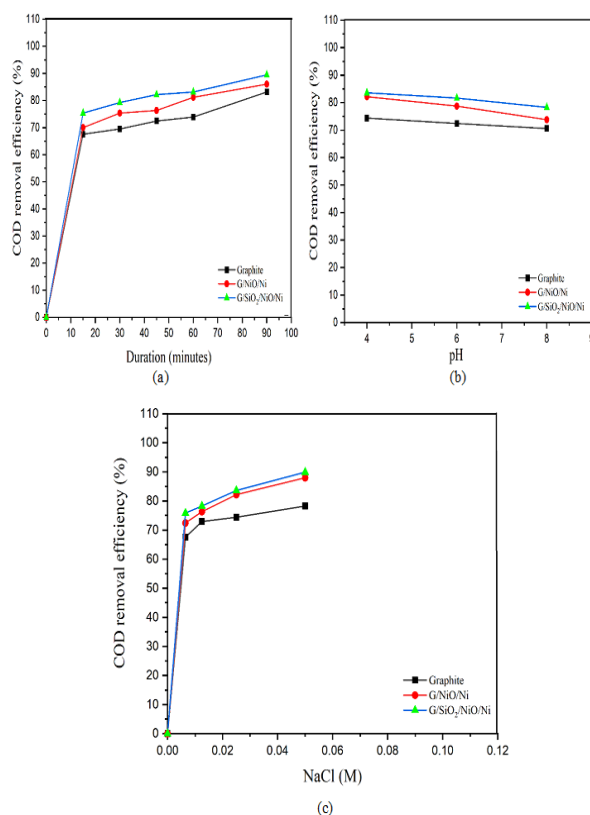 110
100
90
80
70
60
50
40
30
20
10
0
COD removal efficiency (%)
Graphite
G/NiO/Ni
G/SiO2/NiO/Ni
0 10 20 30 40 50 60 70 80 90 100
Duration (minutes)
(a)
110
100
90
80
70
60
50
40
30
20
10
0
COD removal efficiency (%)
Graphite
G/NiO/Ni
G/SiO2/NiO/Ni
4 5 6 7 8 9
pH
(b)
110
100
90
80
70
60
50
40
30
20
10
0
COD removal efficiency (%)
Graphite
G/NiO/Ni
G/SiO2/NiO/Ni
0.00 0.02 0.04 0.06 0.08 0.10 0.12
NaCl (M)
(c)